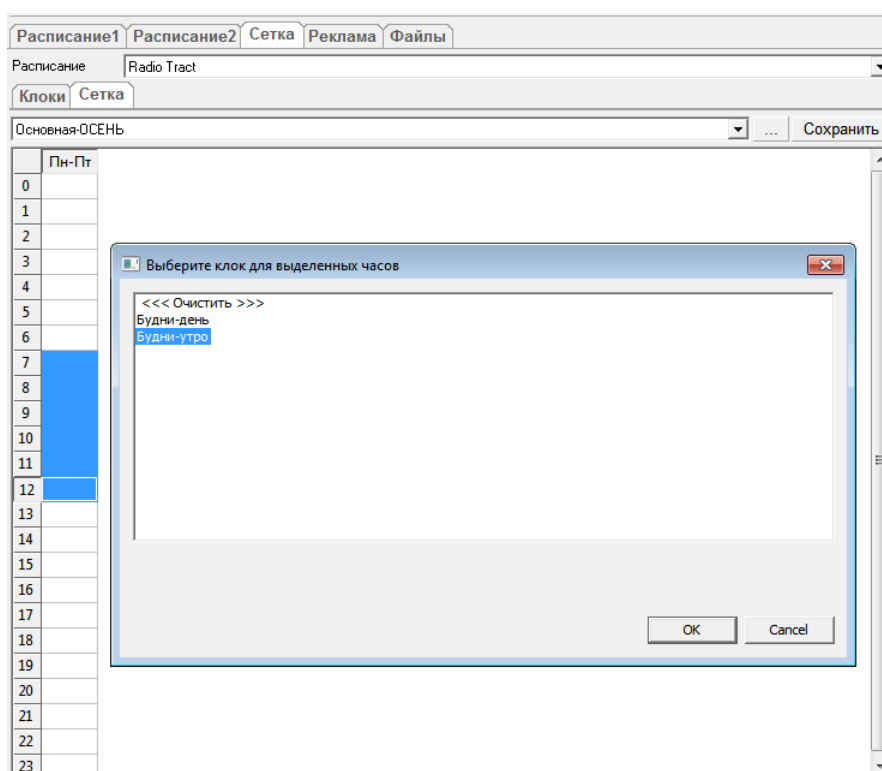 Расписание1 Расписание2 Сетка Реклама Файлы
Расписание Radio Tract
Клоки Сетка
Основная-ОСЕНЬ ... Сохранить
Пн-Пт
0
1
2
3
Выберите клок для выделенных часов
4
<<< Очистить >>>
5
Будни-день
6
Будни-утро
7
8
9
10
11
12
13
14
15
16
17
OK Cancel
18
19
20
21
22
23